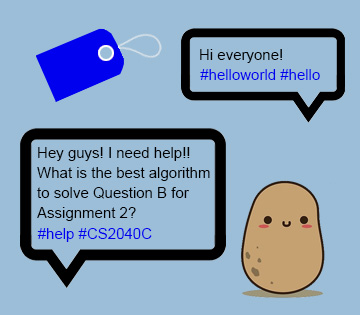 Hi everyone!
#helloworld #hello
Hey guys! I need help!!
What is the best algorithm
to solve Question B for
Assignment 2?
#help #CS2040C